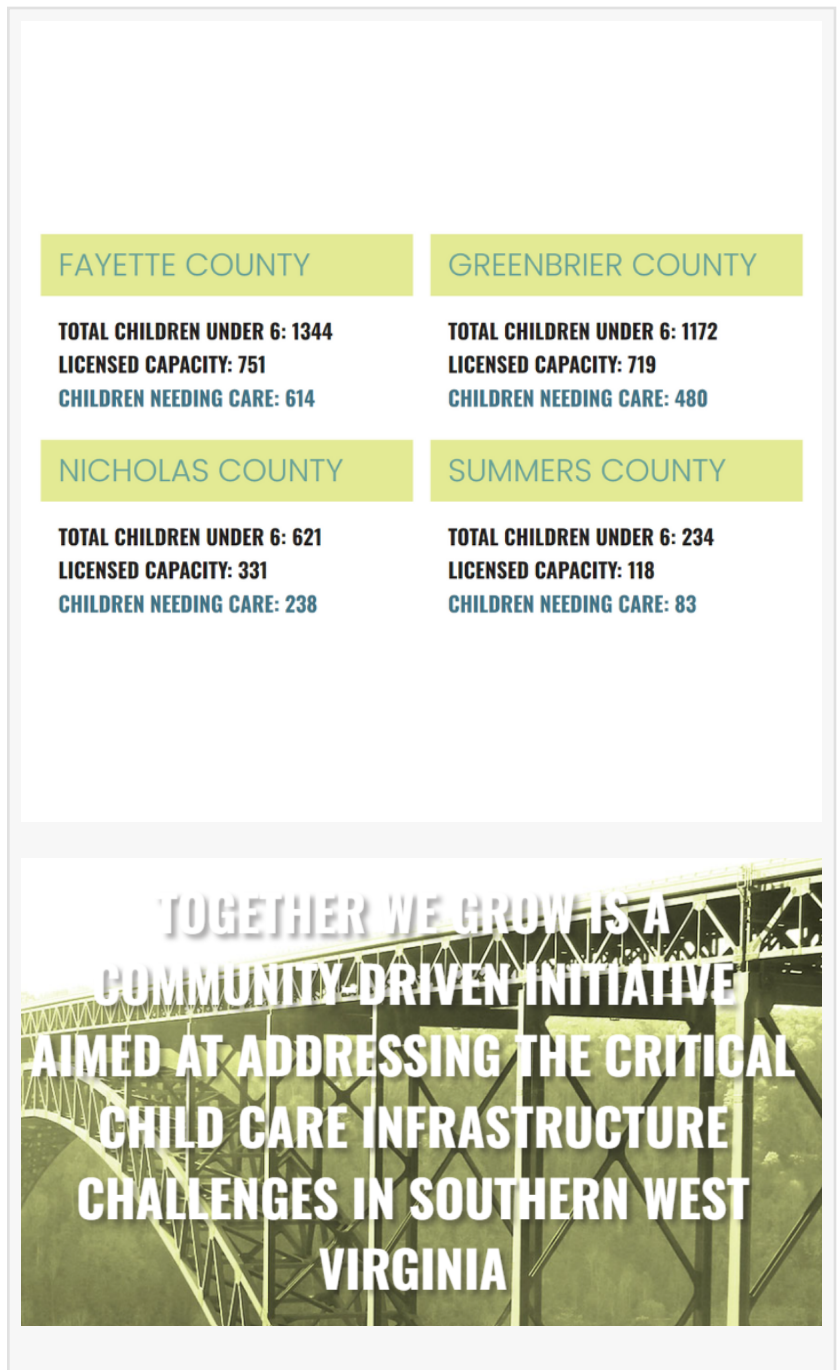 FAYETTE COUNTY
TOTAL CHILDREN UNDER 6: 1344
LICENSED CAPACITY: 751
CHILDREN NEEDING CARE: 614
GREENBRIER COUNTY
TOTAL CHILDREN UNDER 6: 1172
LICENSED CAPACITY: 719
CHILDREN NEEDING CARE: 480
NICHOLAS COUNTY
TOTAL CHILDREN UNDER 6: 621
LICENSED CAPACITY: 331
CHILDREN NEEDING CARE: 238
SUMMERS COUNTY
TOTAL CHILDREN UNDER 6: 234
LICENSED CAPACITY: 118
CHILDREN NEEDING CARE: 83
TOGETHER WE GROW IS A
COMMUNITY-DRIVEN INITIATIVE
AIMED AT ADDRESSING THE CRITICAL
CHILD CARE INFRASTRUCTURE
CHALLENGES IN SOUTHERN WEST
VIRGINIA